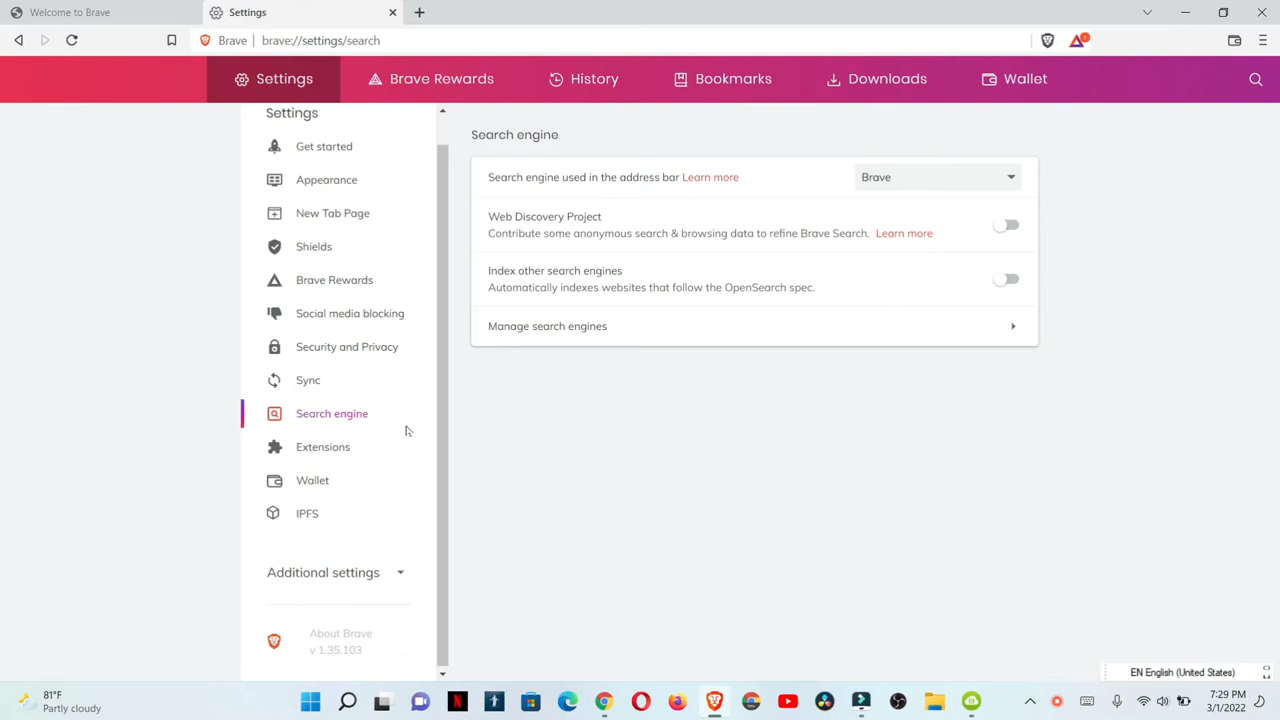 Welcome to Brave
Settings
Brave | brave://settings/search
Settings
Brave Rewards
History
Bookmarks
Downloads
Wallet
Settings
Get started
Appearance
New Tab Page
Shields
Brave Rewards
Social media blocking
Security and Privacy
Sync
Search engine
Extensions
Wallet
IPFS
Additional settings
About Brave
v 1.35.103
Search engine
Search engine used in the address bar Learn more
Brave
Web Discovery Project
Contribute some anonymous search & browsing data to refine Brave Search. Learn more
Index other search engines
Automatically indexes websites that follow the OpenSearch spec.
Manage search engines
EN English (United States)
81°F
Partly cloudy
7:29 PM
3/1/2022